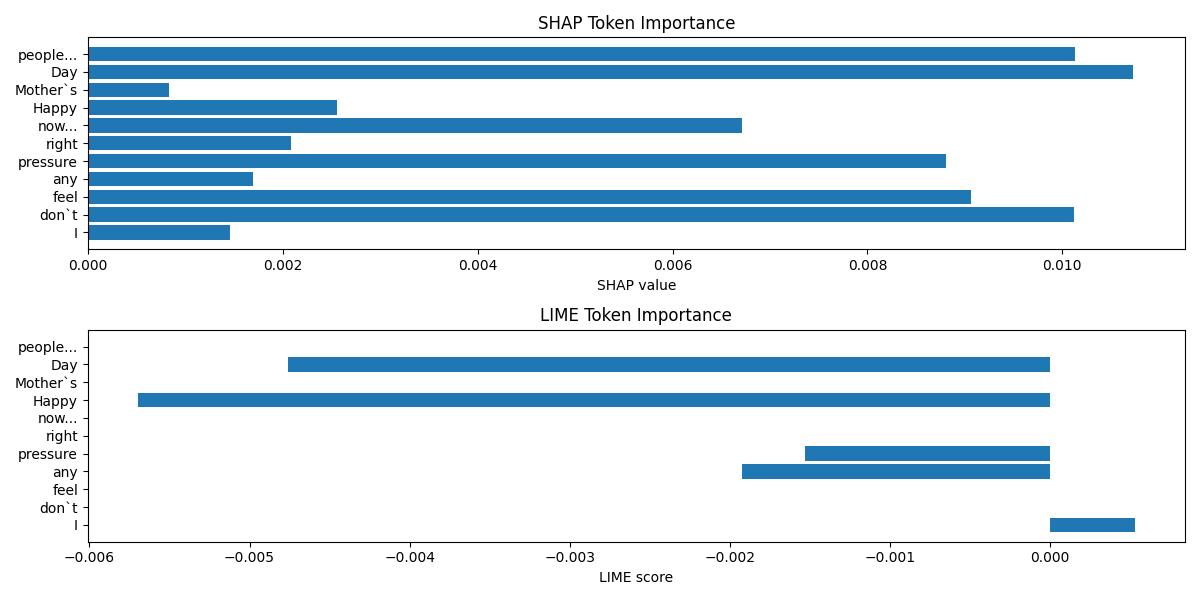 SHAP Token Importance
people...
Day
Mother`s
Happy
now...
right
pressure
any
feel
don`t
I
0.000 0.002 0.004 0.006 0.008 0.010
SHAP value
LIME Token Importance
people...
Day
Mother`s
Happy
now...
right
pressure
any
feel
don`t
I
−0.006 −0.005 −0.004 −0.003 −0.002 −0.001 0.000
LIME score